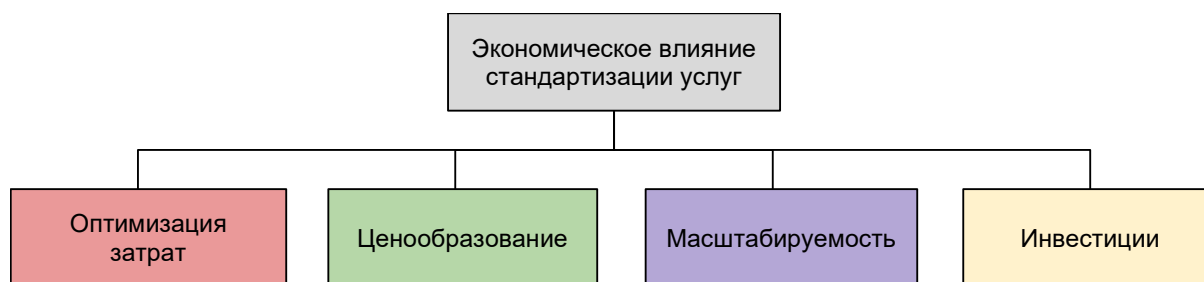 Экономическое влияние
стандартизации услуг
Оптимизация
затрат
Ценообразование
Масштабируемость
Инвестиции